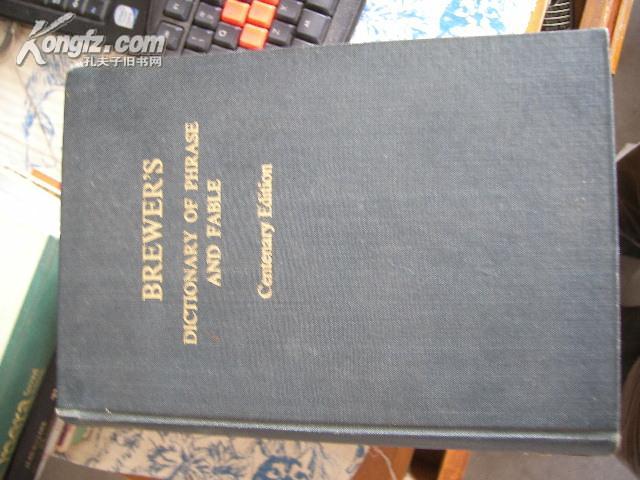 Kongfz.com
孔夫子旧书网
BREWER'S
DICTIONARY OF PHRASE
AND FABLE
Centenary Edition